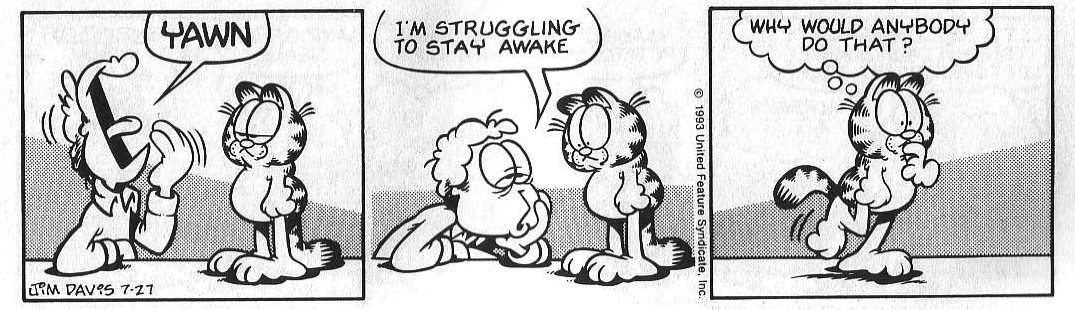 YAWN
JIM DAVIS 7-27
I'M STRUGGLING
TO STAY AWAKE
© 1993 United Feature Syndicate, Inc.
WHY WOULD ANYBODY
DO THAT?